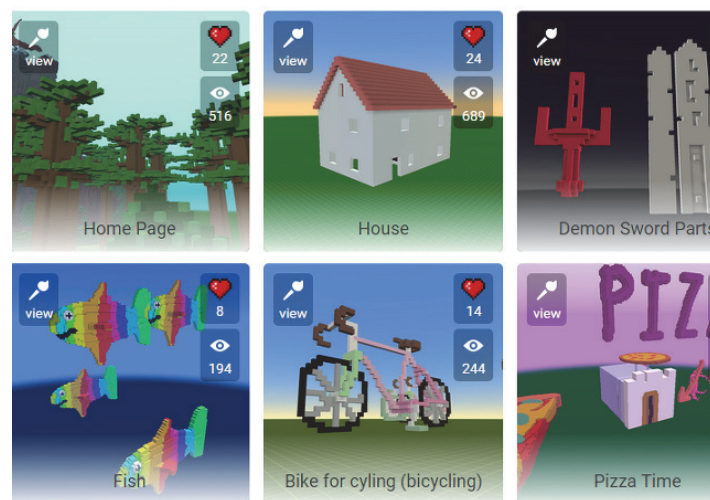 view
22
516
Home Page
view
24
689
House
view
Demon Sword Parts
view
8
194
Fish
view
14
244
Bike for cyling (bicycling)
view
PIZZ
Pizza Time